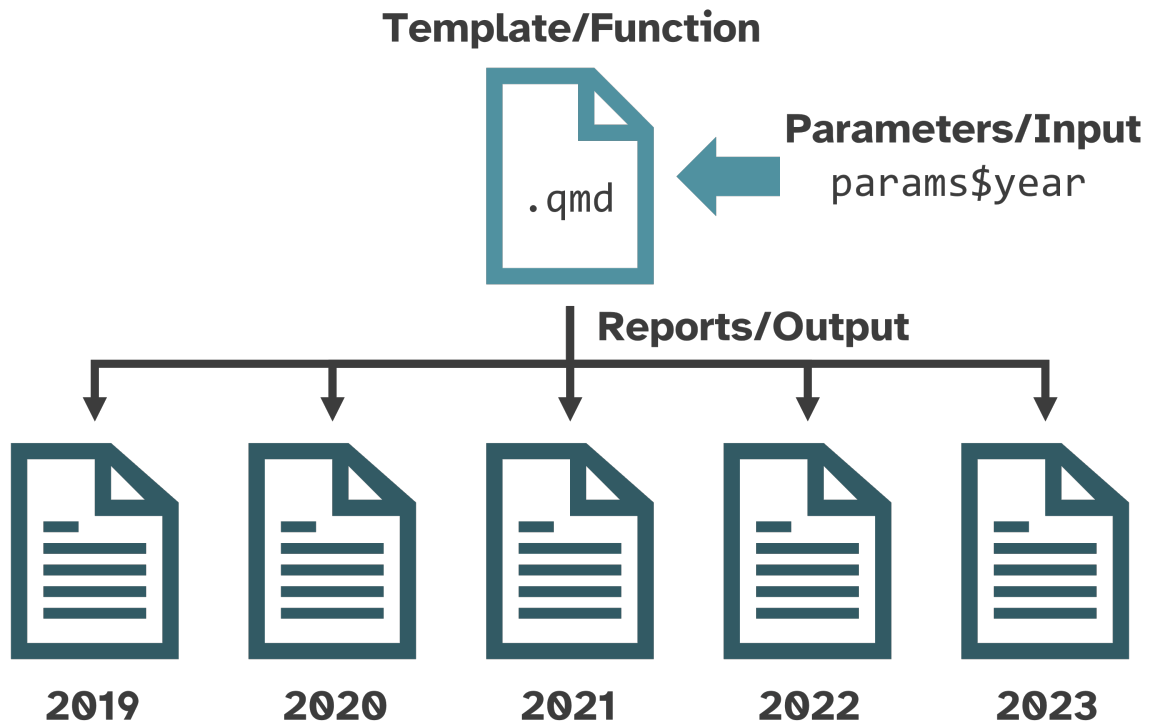 Template/Function
Parameters/Input
params$year
.qmd
Reports/Output
2019
2020
2021
2022
2023